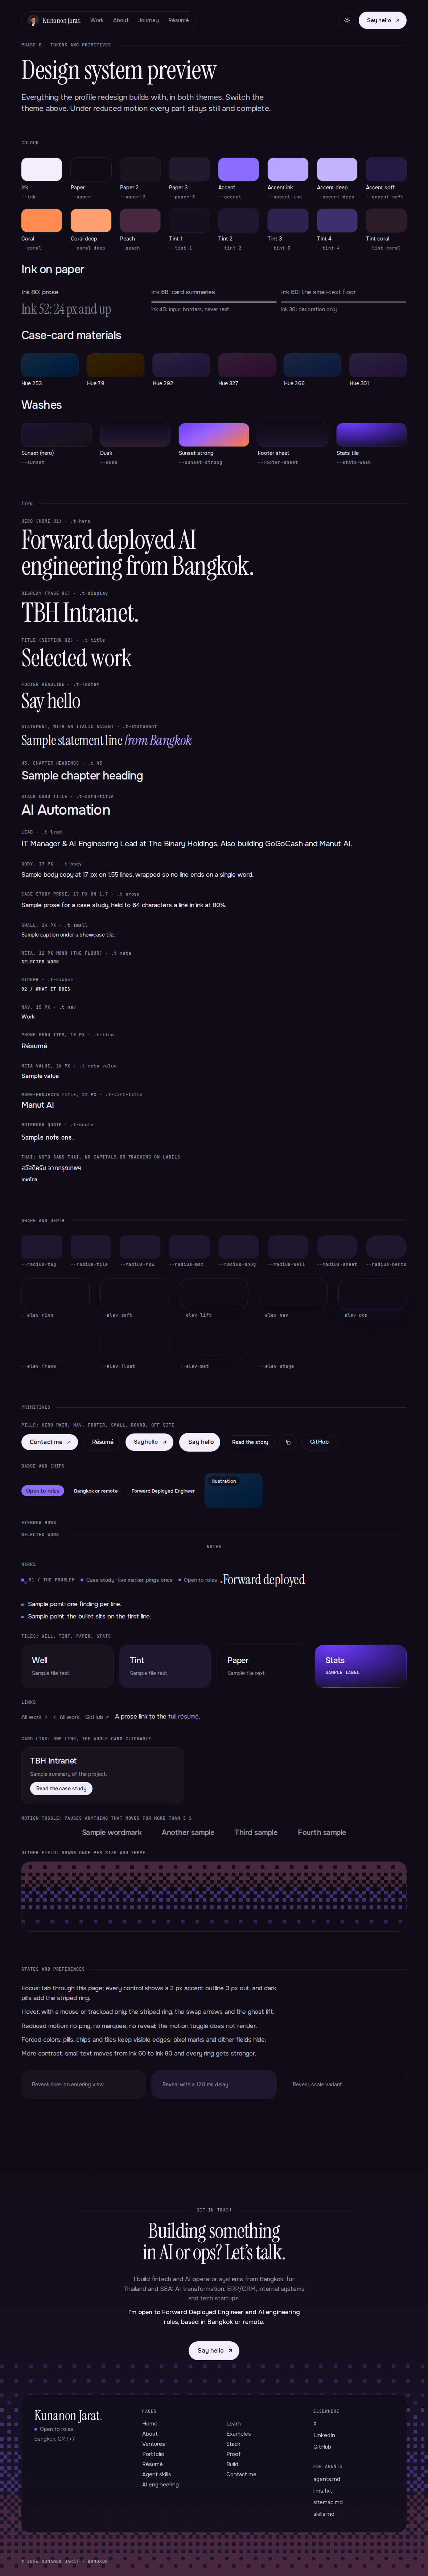 Kunanon Jarat
Work
About
Journey
Résumé
Say hello
PHASE 0 · TOKENS AND PRIMITIVES
Design system preview
Everything the profile redesign builds with, in both themes. Switch the
theme above. Under reduced motion every part stays still and complete.
COLOUR
Ink
Paper
Paper 2
Paper 3
Accent
Accent ink
Accent deep
Accent soft
--ink
--paper
--paper-2
--paper-3
--accent
--accent-ink
--accent-deep
--accent-soft
Coral
Coral deep
Peach
Tint 1
Tint 2
Tint 3
Tint 4
Tint coral
--coral
--coral-deep
--peach
--tint-1
--tint-2
--tint-3
--tint-4
--tint-coral
Ink on paper
Ink 80: prose
Ink 68: card summaries
Ink 60: the small-text floor
Ink 52: 24 px and up
Ink 45: input borders, never text
Ink 30: decoration only
Case-card materials
Hue 253
Hue 79
Hue 292
Hue 327
Hue 266
Hue 301
Washes
Sunset (hero)
Dusk
Sunset strong
Footer sheet
Stats tile
--sunset
--dusk
--sunset-strong
--footer-sheet
--stats-wash
TYPE
HERO (HOME H1) · .t-hero
Forward deployed AI
engineering from Bangkok.
DISPLAY (PAGE H1) · .t-display
TBH Intranet.
TITLE (SECTION H2) · .t-title
Selected work
FOOTER HEADLINE · .t-footer
Say hello
STATEMENT, WITH AN ITALIC ACCENT · .t-statement
Sample statement line from Bangkok
H3, CHAPTER HEADINGS · .t-h3
Sample chapter heading
STACK CARD TITLE · .t-card-title
AI Automation
LEAD · .t-lead
IT Manager & AI Engineering Lead at The Binary Holdings. Also building GoGoCash and Manut AI.
BODY, 17 PX · .t-body
Sample body copy at 17 px on 1.55 lines, wrapped so no line ends on a single word.
CASE-STUDY PROSE, 17 PX ON 1.7 · .t-prose
Sample prose for a case study, held to 64 characters a line in ink at 80%.
SMALL, 14 PX · .t-small
Sample caption under a showcase tile.
META, 12 PX MONO (THE FLOOR) · .t-meta
SELECTED WORK
KICKER · .t-kicker
02 / WHAT IT DOES
NAV, 15 PX · .t-nav
Work
PHONE MENU ITEM, 19 PX · .t-item
Résumé
META VALUE, 16 PX · .t-meta-value
Sample value
MORE-PROJECTS TITLE, 22 PX · .t-lift-title
Manut AI
NOTEBOOK QUOTE · .t-quote
Sample note one.
THAI: NOTO SANS THAI, NO CAPITALS OR TRACKING ON LABELS
สวัสดีครับ จากกรุงเทพฯ
SHAPE AND DEPTH
--radius-tag
--radius-tile
--radius-row
--radius-mat
--radius-snug
--radius-well
--radius-sheet
--radius-bento
--elev-ring
--elev-soft
--elev-lift
--elev-nav
--elev-pop
--elev-frame
--elev-float
--elev-mat
--elev-stage
PRIMITIVES
PILLS: HERO PAIR, NAV, FOOTER, SMALL, ROUND, OFF-SITE
Contact me
Résumé
Say hello
Say hello
Read the story
GitHub
BADGE AND CHIPS
Open to roles
Bangkok or remote
Forward Deployed Engineer
Illustration
EYEBROW ROWS
SELECTED WORK
NOTES
MARKS
01 / THE PROBLEM
Case study · live marker, pings once
Open to roles
Forward deployed
Sample point: one finding per line.
Sample point: the bullet sits on the first line.
TILES: WELL, TINT, PAPER, STATS
Well
Tint
Paper
Stats
Sample tile text.
Sample tile text.
Sample tile text.
SAMPLE LABEL
LINKS
All work →
← All work
GitHub ↗
A prose link to the full résumé.
CARD LINK: ONE LINK, THE WHOLE CARD CLICKABLE
TBH Intranet
Sample summary of the project.
Read the case study
MOTION TOGGLE: PAUSES ANYTHING THAT MOVES FOR MORE THAN 5 S
Sample wordmark
Another sample
Third sample
Fourth sample
DITHER FIELD: DRAWN ONCE PER SIZE AND THEME
STATES AND PREFERENCES
Focus: tab through this page; every control shows a 2 px accent outline 3 px out, and dark
pills add the striped ring.
Hover, with a mouse or trackpad only: the striped ring, the swap arrows and the ghost lift.
Reduced motion: no ping, no marquee, no reveal; the motion toggle does not render.
Forced colors: pills, chips and tiles keep visible edges; pixel marks and dither fields hide.
More contrast: small text moves from ink 60 to ink 80 and every ring gets stronger.
Reveal: rises on entering view.
Reveal with a 120 ms delay.
Reveal, scale variant.
GET IN TOUCH
Building something
in AI or ops? Let's talk.
I build fintech and AI operator systems from Bangkok, for
Thailand and SEA: AI transformation, ERP/CRM, internal systems
and tech startups.
I'm open to Forward Deployed Engineer and AI engineering
roles, based in Bangkok or remote.
Say hello
Kunanon Jarat.
Open to roles
Bangkok, GMT+7
PAGES
Home
About
Ventures
Portfolio
Résumé
Agent skills
AI engineering
Learn
Examples
Stack
Proof
Build
Contact me
ELSEWHERE
X
LinkedIn
GitHub
FOR AGENTS
agents.md
llms.txt
sitemap.md
skills.md
© 2026 KUNANON JARAT · BANGKOK